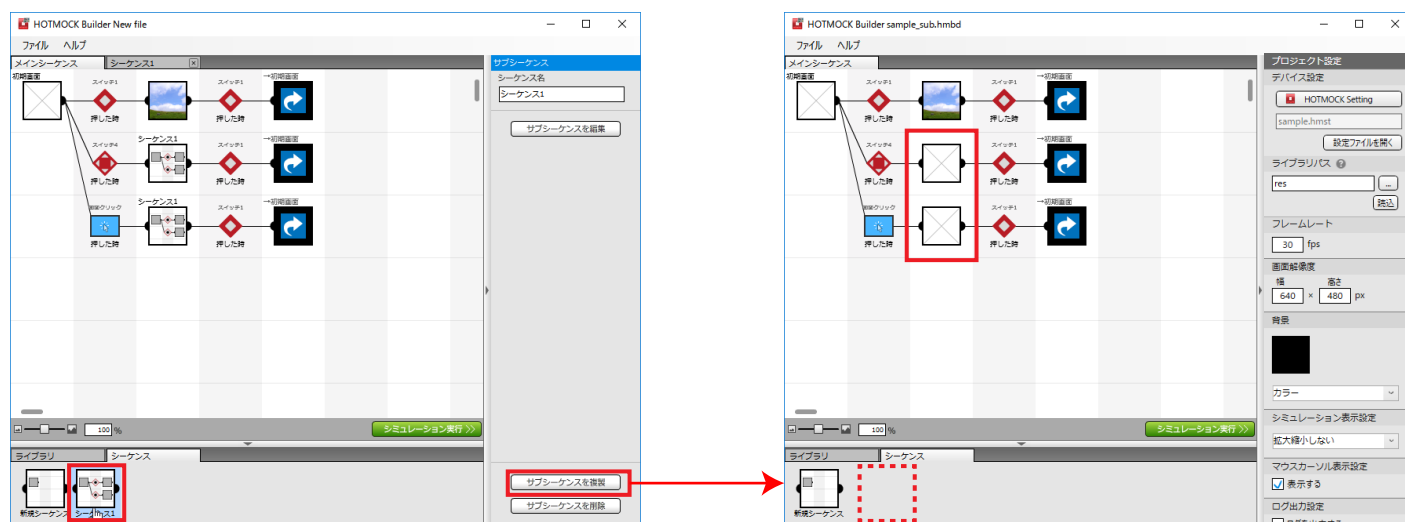 HOTMOCK Builder New file
ファイル ヘルプ
メインシーケンス シーケンス1
初期画面
スイッチ1
スイッチ1
→初期画面
押した時
押した時
スイッチ4
シーケンス1
スイッチ1
→初期画面
押した時
押した時
画面クリック
シーケンス1
スイッチ1
→初期画面
押した時
押した時
100 %
シミュレーション実行
ライブラリ シーケンス
新規シーケンス シーケンス1
サブシーケンス
シーケンス名
シーケンス1
サブシーケンスを編集
サブシーケンスを複製
サブシーケンスを削除
HOTMOCK Builder sample_sub.hmbd
ファイル ヘルプ
メインシーケンス
初期画面
スイッチ1
スイッチ1
→初期画面
押した時
押した時
スイッチ4
スイッチ1
→初期画面
押した時
押した時
画面クリック
スイッチ1
→初期画面
押した時
押した時
100 %
シミュレーション実行
ライブラリ シーケンス
新規シーケンス
プロジェクト設定
デバイス設定
HOTMOCK Setting
sample.hmst
設定ファイルを開く
ライブラリパス
res ...
読込
フレームレート
30 fps
画面解像度
幅 高さ
640 × 480 px
背景
カラー
シミュレーション表示設定
拡大縮小しない
マウスカーソル表示設定
表示する
ログ出力設定